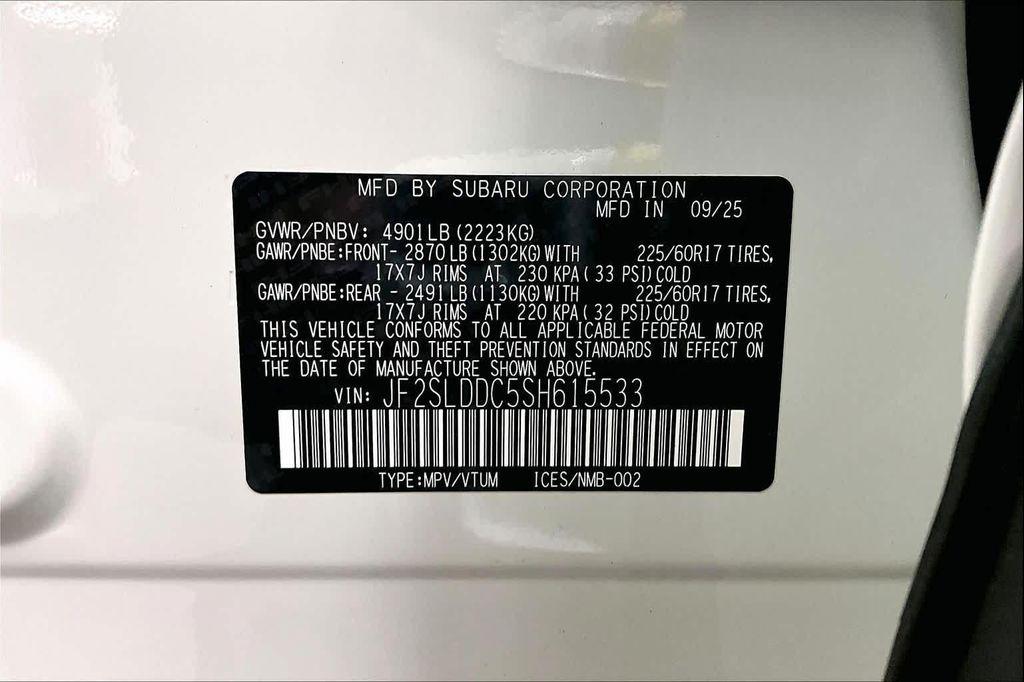 MFD BY SUBARU CORPORATION
MFD IN 09/25
GVWR/PNBV: 4901LB (2223KG)
GAWR/PNBE:FRONT- 2870LB(1302KG)WITH 225/60R17 TIRES,
17X7J RIMS AT 230 KPA( 33 PSI)COLD
GAWR/PNBE:REAR - 2491LB(1130KG)WITH 225/60R17 TIRES,
17X7J RIMS AT 220 KPA( 32 PSI)COLD
THIS VEHICLE CONFORMS TO ALL APPLICABLE FEDERAL MOTOR
VEHICLE SAFETY AND THEFT PREVENTION STANDARDS IN EFFECT ON
THE DATE OF MANUFACTURE SHOWN ABOVE.
VIN: JF2SLDDC5SH615533
TYPE:MPV/VTUM ICES/NMB-002